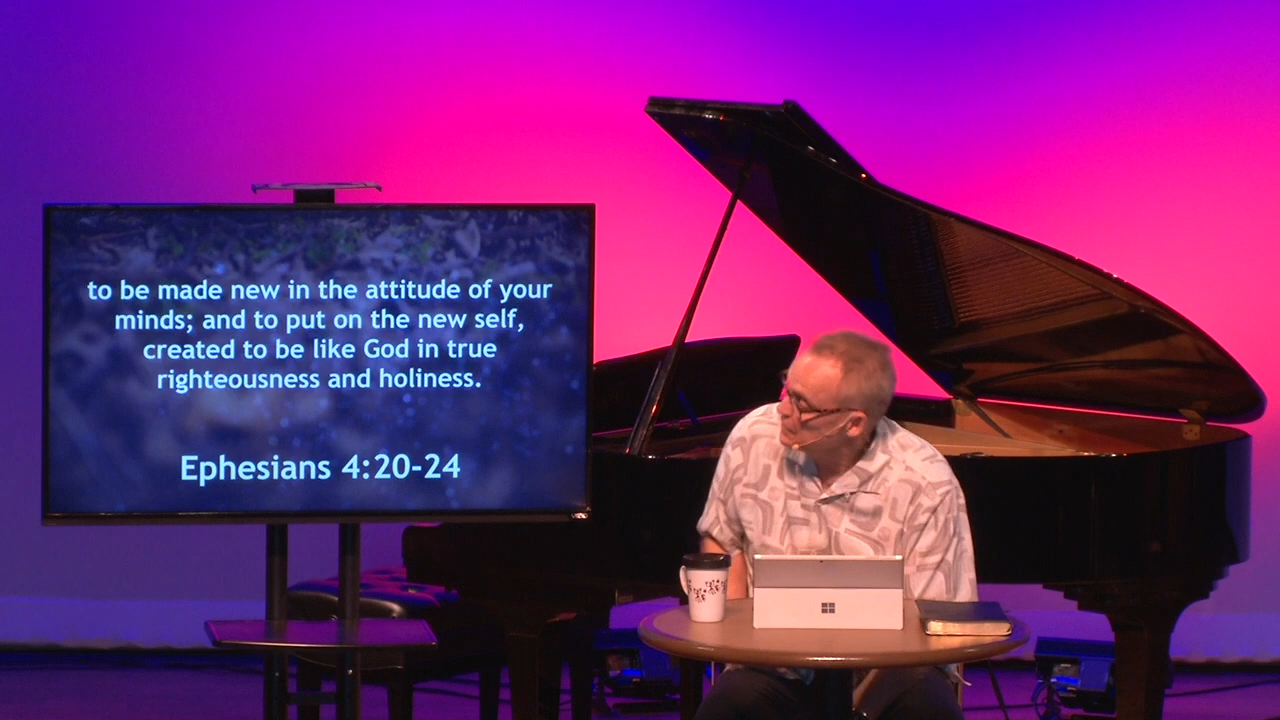 to be made new in the attitude of your
minds; and to put on the new self,
created to be like God in true
righteousness and holiness.
Ephesians 4:20-24